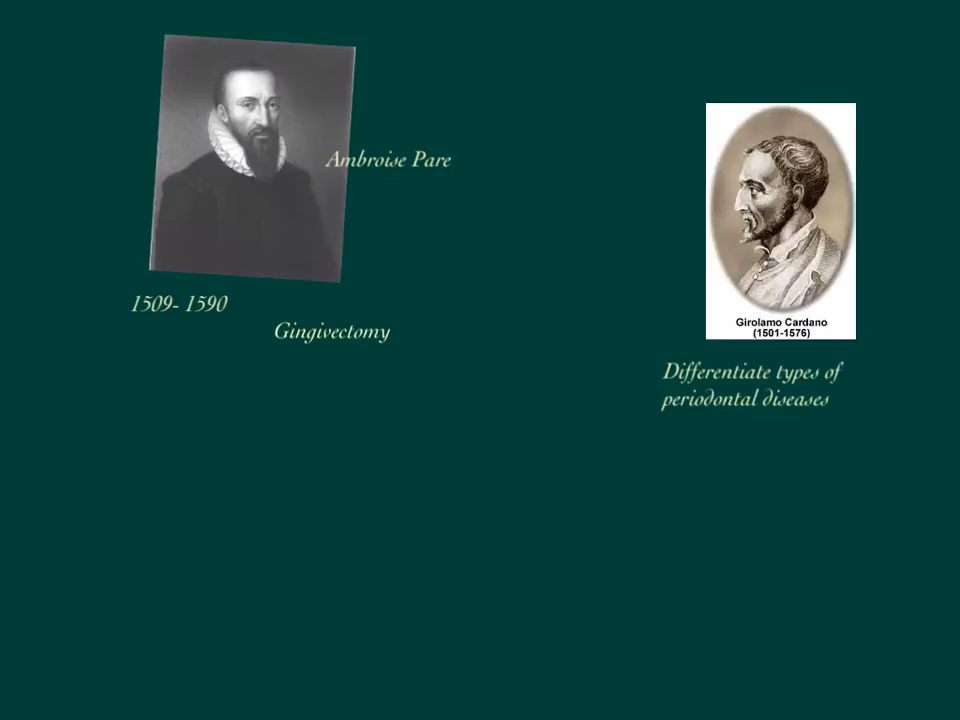 Ambroise Pare
1509- 1590
Gingivectomy
Girolamo Cardano
(1501-1576)
Differentiate types of
periodontal diseases